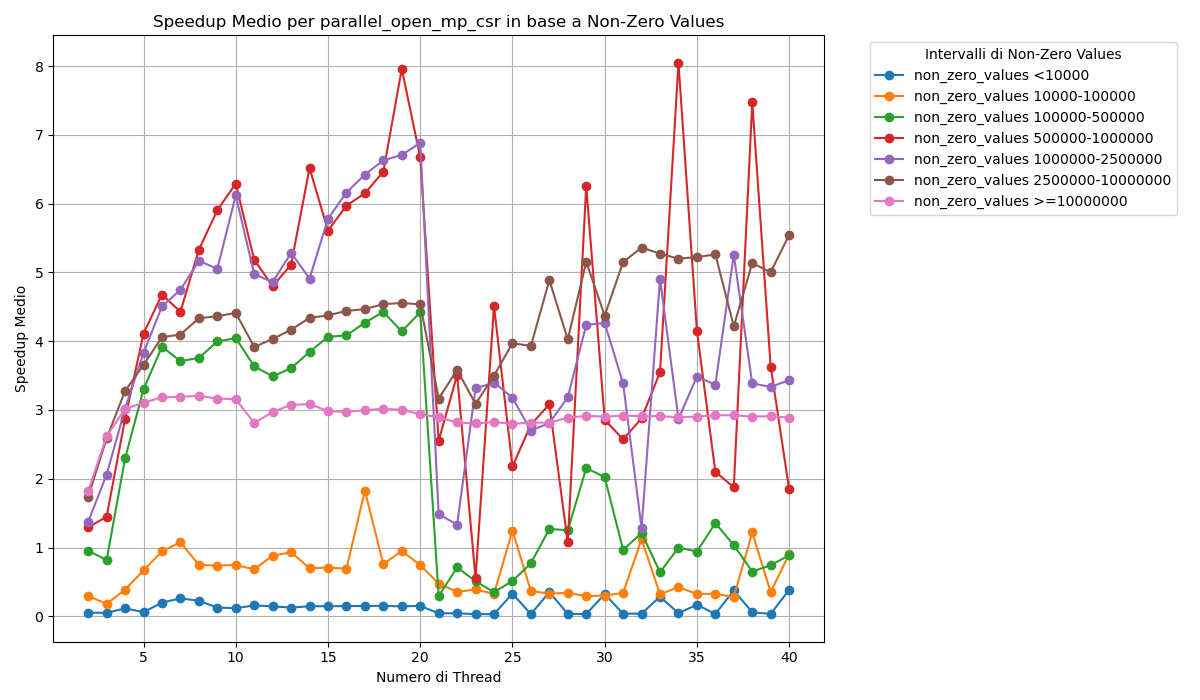 Speedup Medio per parallel_open_mp_csr in base a Non-Zero Values
Intervalli di Non-Zero Values
non_zero_values <10000
non_zero_values 10000-100000
non_zero_values 100000-500000
non_zero_values 500000-1000000
non_zero_values 1000000-2500000
non_zero_values 2500000-10000000
non_zero_values >=10000000
Speedup Medio
8
7
6
5
4
3
2
1
0
5 10 15 20 25 30 35 40
Numero di Thread